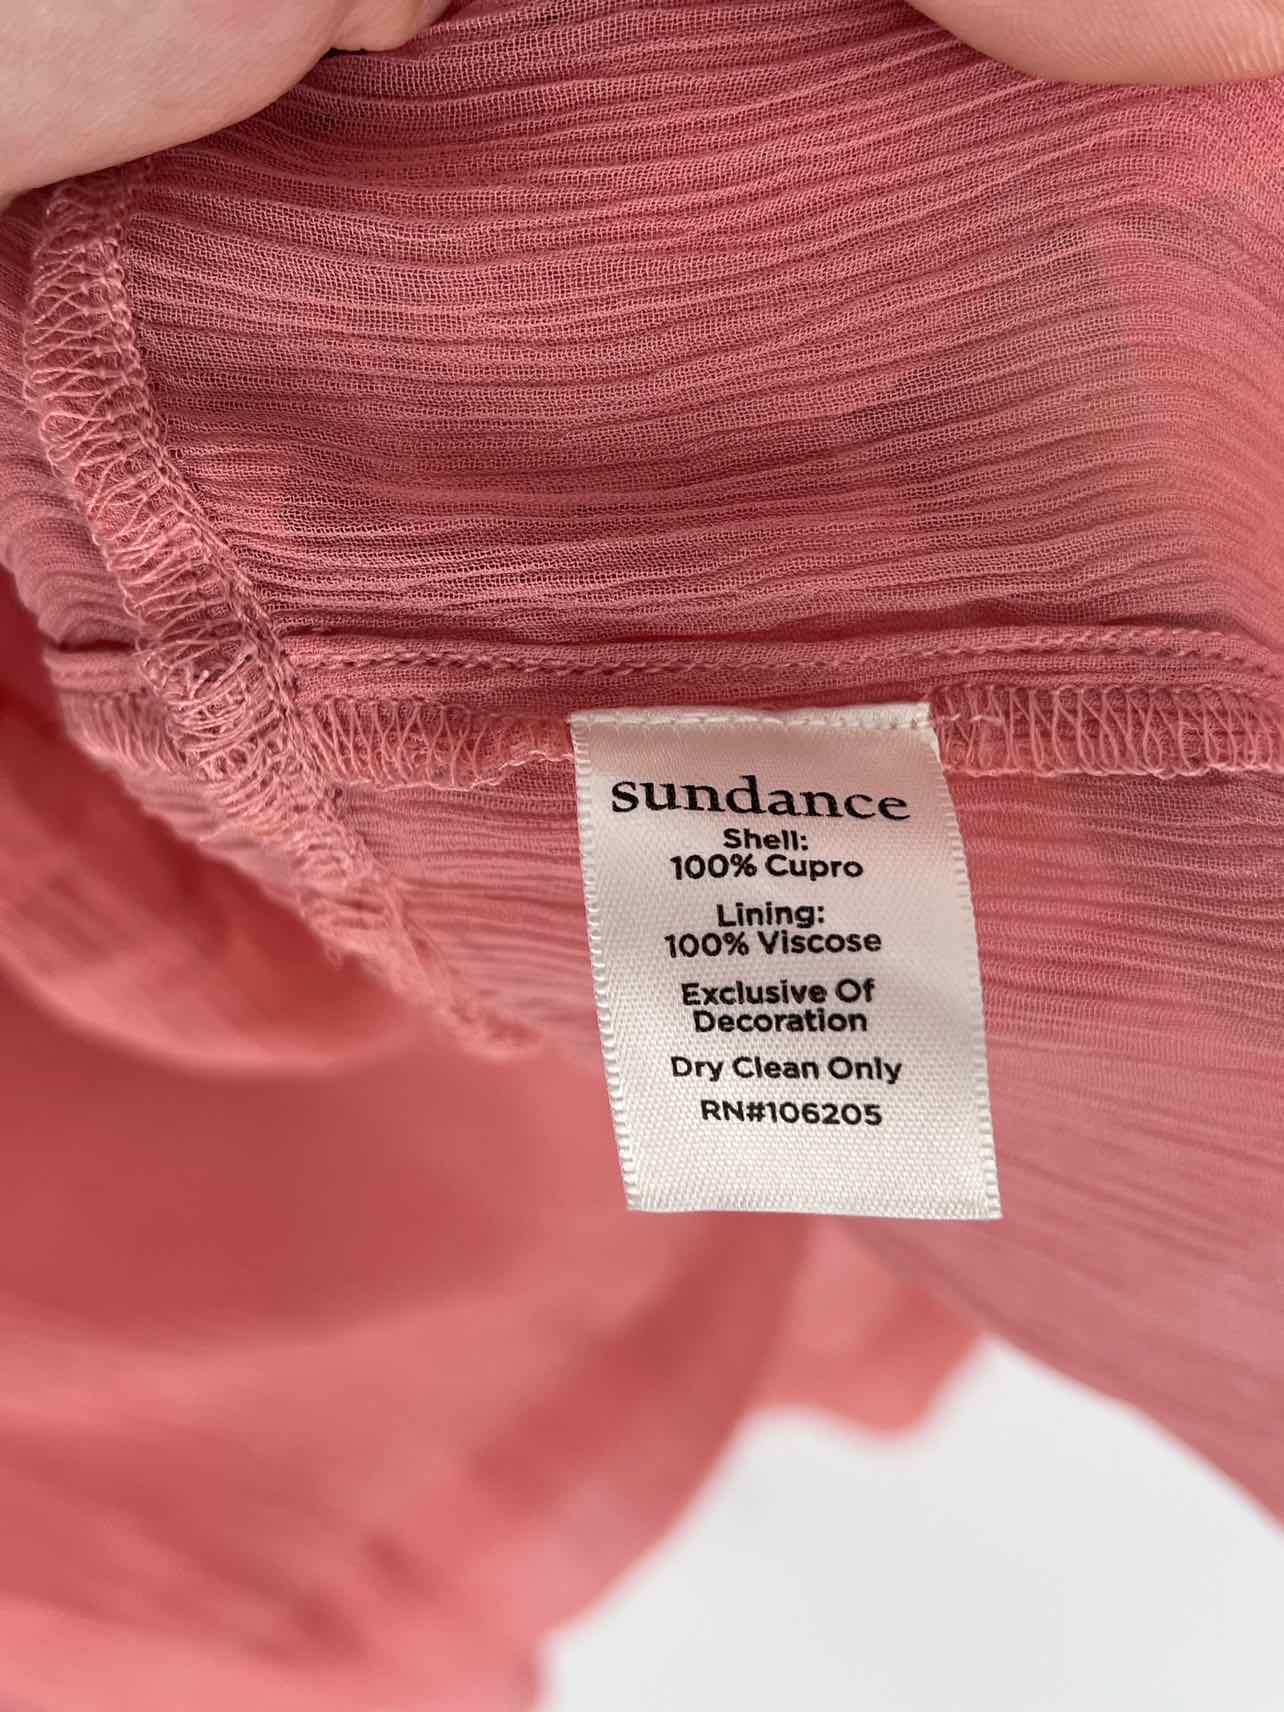 sundance
Shell:
100% Cupro
Lining:
100% Viscose
Exclusive Of
Decoration
Dry Clean Only
RN#106205